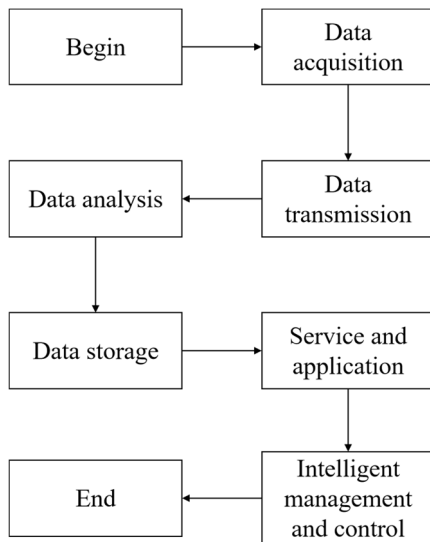 Begin
Data
acquisition
Data
transmission
Data analysis
Data storage
Service and
application
Intelligent
management
and control
End